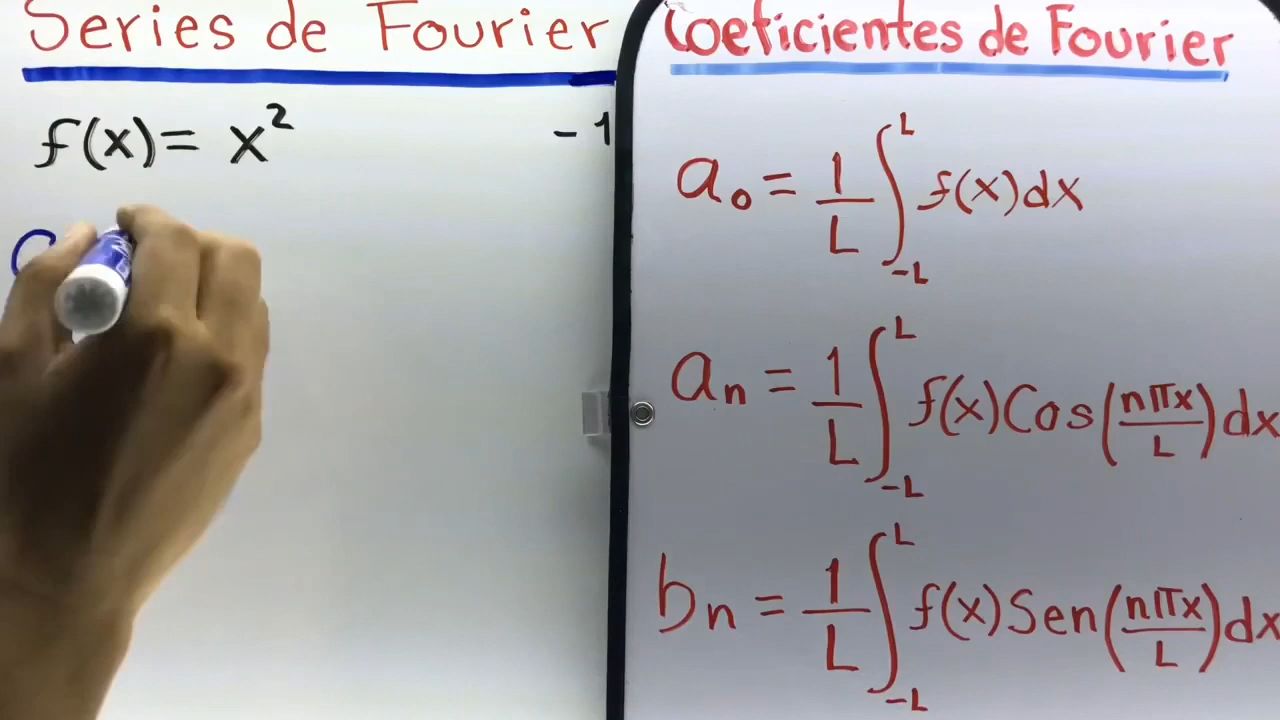 Series de Fourier
f(x) = x²
-1
Coeficientes de Fourier
a₀ = 1/L ∫_{-L}^{L} f(x)dx
aₙ = 1/L ∫_{-L}^{L} f(x)Cos(nπx/L)dx
bₙ = 1/L ∫_{-L}^{L} f(x)Sen(nπx/L)dx